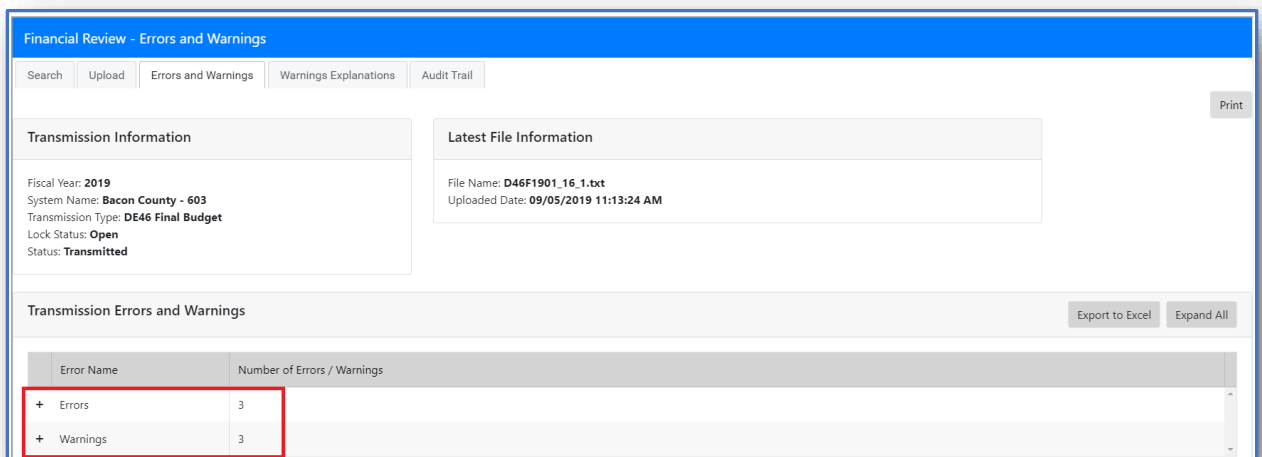 Financial Review - Errors and Warnings
Search Upload Errors and Warnings Warnings Explanations Audit Trail
Print
Transmission Information
Fiscal Year: 2019
System Name: Bacon County - 603
Transmission Type: DE46 Final Budget
Lock Status: Open
Status: Transmitted
Latest File Information
File Name: D46F1901_16_1.txt
Uploaded Date: 09/05/2019 11:13:24 AM
Transmission Errors and Warnings
Export to Excel Expand All
Error Name Number of Errors / Warnings
+ Errors 3
+ Warnings 3